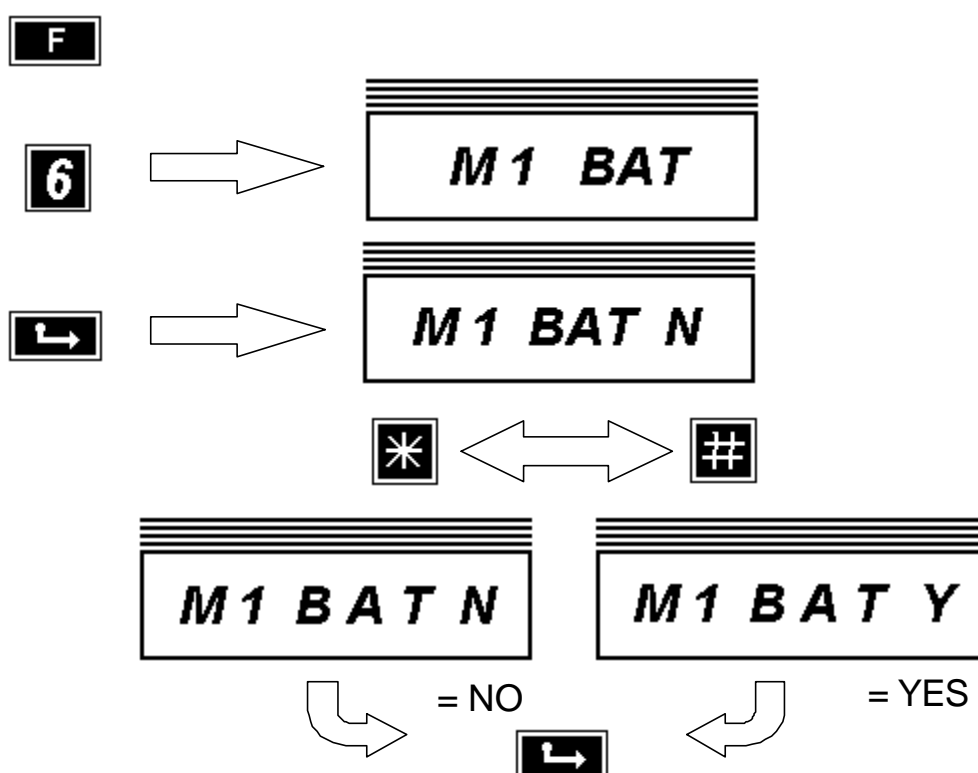 F
6
M1 BAT
M1 BAT N
* #
M1 BAT N M1 BAT Y
= NO = YES